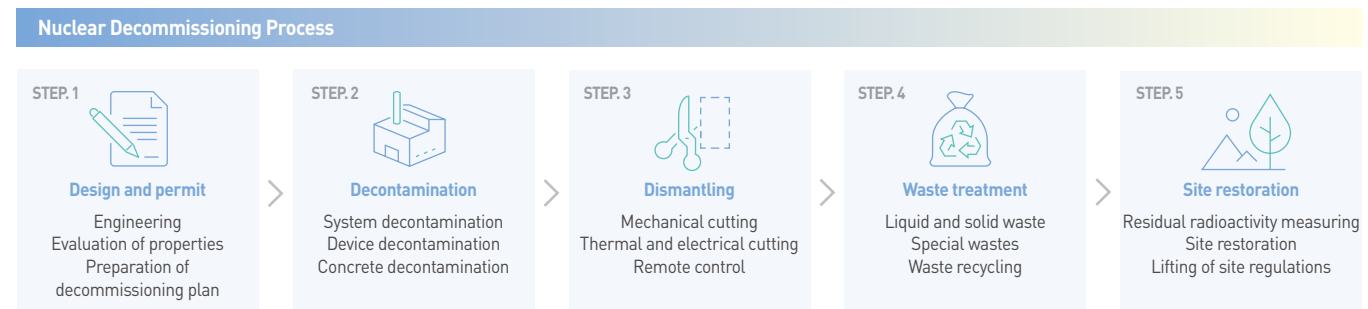 Nuclear Decommissioning Process
STEP. 1
Design and permit
Engineering
Evaluation of properties
Preparation of
decommissioning plan
STEP. 2
Decontamination
System decontamination
Device decontamination
Concrete decontamination
STEP. 3
Dismantling
Mechanical cutting
Thermal and electrical cutting
Remote control
STEP. 4
Waste treatment
Liquid and solid waste
Special wastes
Waste recycling
STEP. 5
Site restoration
Residual radioactivity measuring
Site restoration
Lifting of site regulations